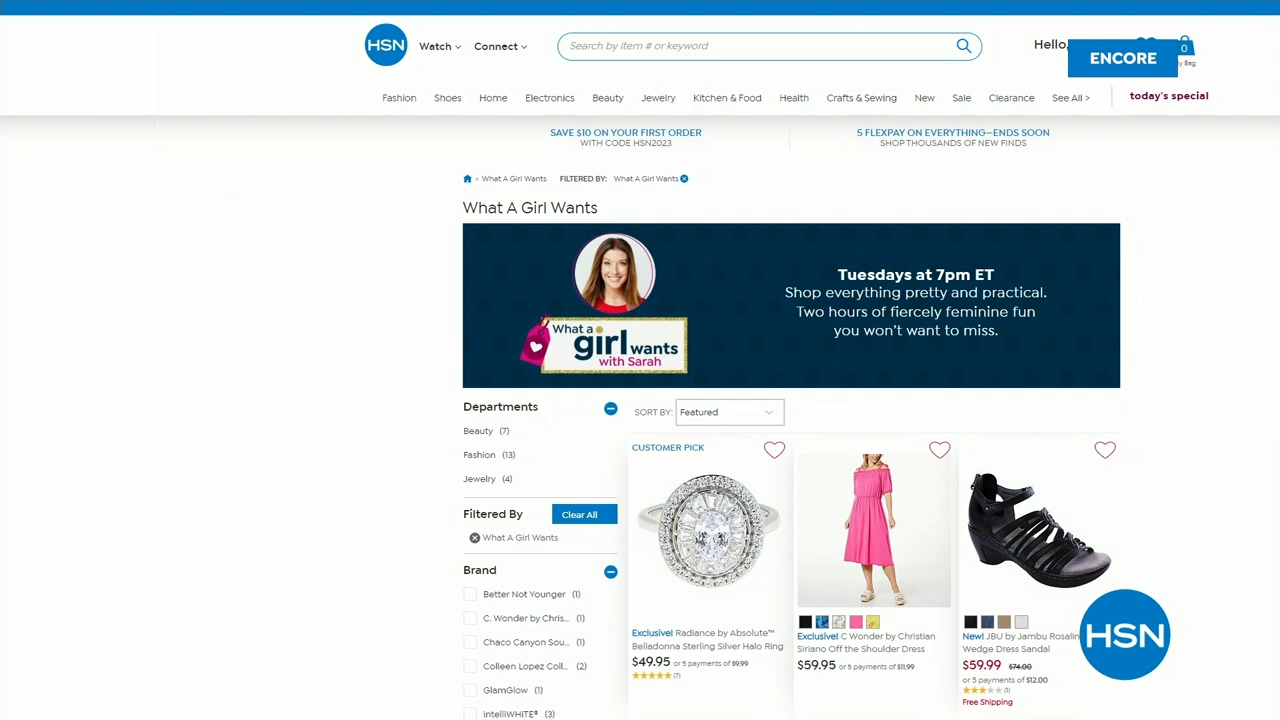 HSN
Watch
Connect
Search by item # or keyword
Hello,
0
ENCORE
Bag
Fashion Shoes Home Electronics Beauty Jewelry Kitchen & Food Health Crafts & Sewing New Sale Clearance See All >
today's special
SAVE $10 ON YOUR FIRST ORDER
WITH CODE HSN2023
5 FLEXPAY ON EVERYTHING—ENDS SOON
SHOP THOUSANDS OF NEW FINDS
> What A Girl Wants FILTERED BY: What A Girl Wants
What A Girl Wants
What a
girl wants
with Sarah
Tuesdays at 7pm ET
Shop everything pretty and practical.
Two hours of fiercely feminine fun
you won't want to miss.
Departments
Beauty (7)
Fashion (13)
Jewelry (4)
Filtered By
Clear All
What A Girl Wants
Brand
Better Not Younger (1)
C. Wonder by Chris... (1)
Chaco Canyon Sou... (1)
Colleen Lopez Coll... (2)
GlamGlow (1)
intelliWHiTE® (3)
SORT BY: Featured
CUSTOMER PICK
Exclusive! Radiance by Absolute™
Belladonna Sterling Silver Halo Ring
$49.95 or 5 payments of $9.99
(7)
Exclusive! C Wonder by Christian
Siriano Off the Shoulder Dress
$59.95 or 5 payments of $11.99
New! JBU by Jambu Rosalin
Wedge Dress Sandal
$59.99 $74.00
or 5 payments of $12.00
(1)
Free Shipping
HSN